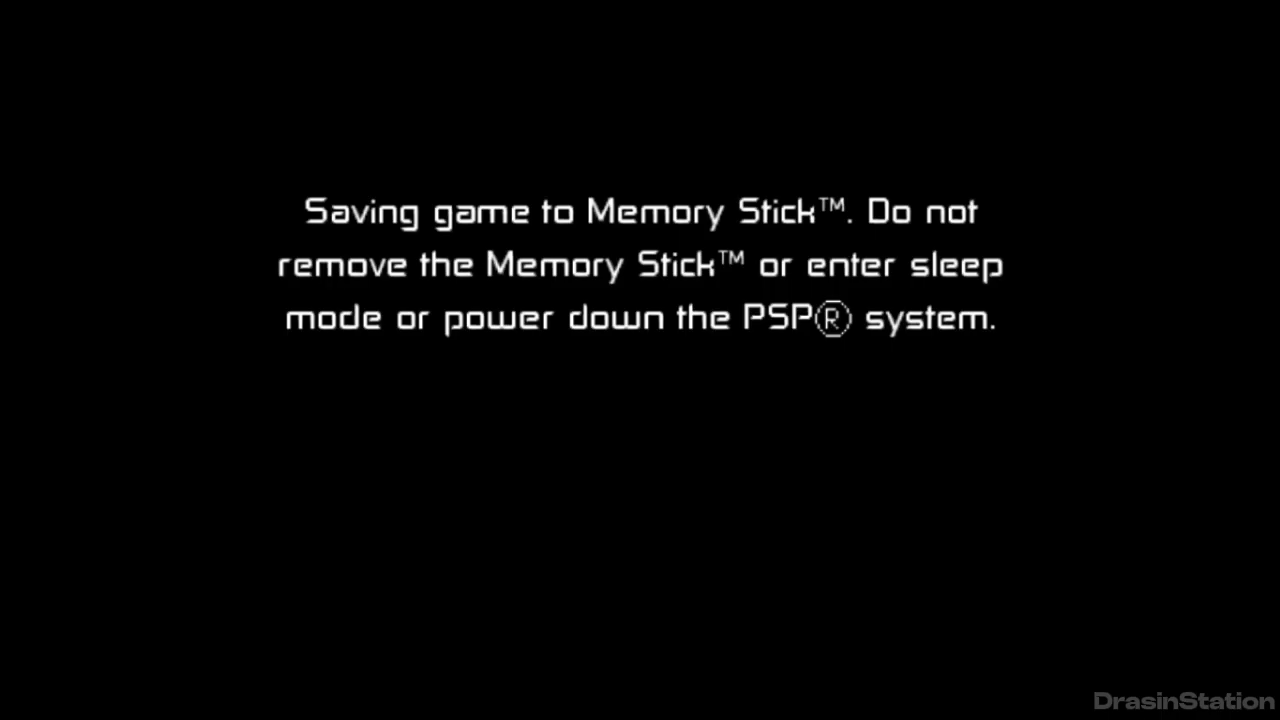 Saving game to Memory Stick™. Do not
remove the Memory Stick™ or enter sleep
mode or power down the PSP® system.
DrasinStation